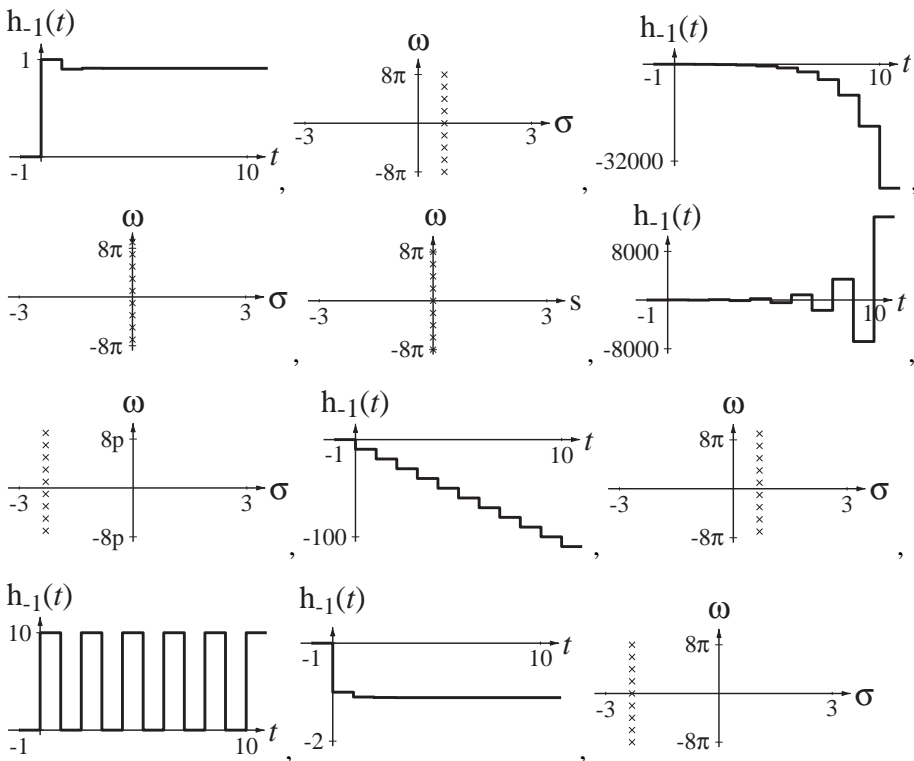 h₋₁(t)
1
-1
10
t
,
ω
8π
-3
3
σ
-8π
,
h₋₁(t)
-1
10
t
-32000
,
ω
8π
-3
3
σ
-8π
,
ω
8π
-3
3
s
-8π
,
h₋₁(t)
8000
-1
10
t
-8000
,
ω
8p
-3
3
σ
-8p
,
h₋₁(t)
-1
10
t
-100
,
ω
8π
-3
3
σ
-8π
,
h₋₁(t)
10
-1
10
t
,
h₋₁(t)
-1
10
t
-2
,
ω
8π
-3
3
σ
-8π